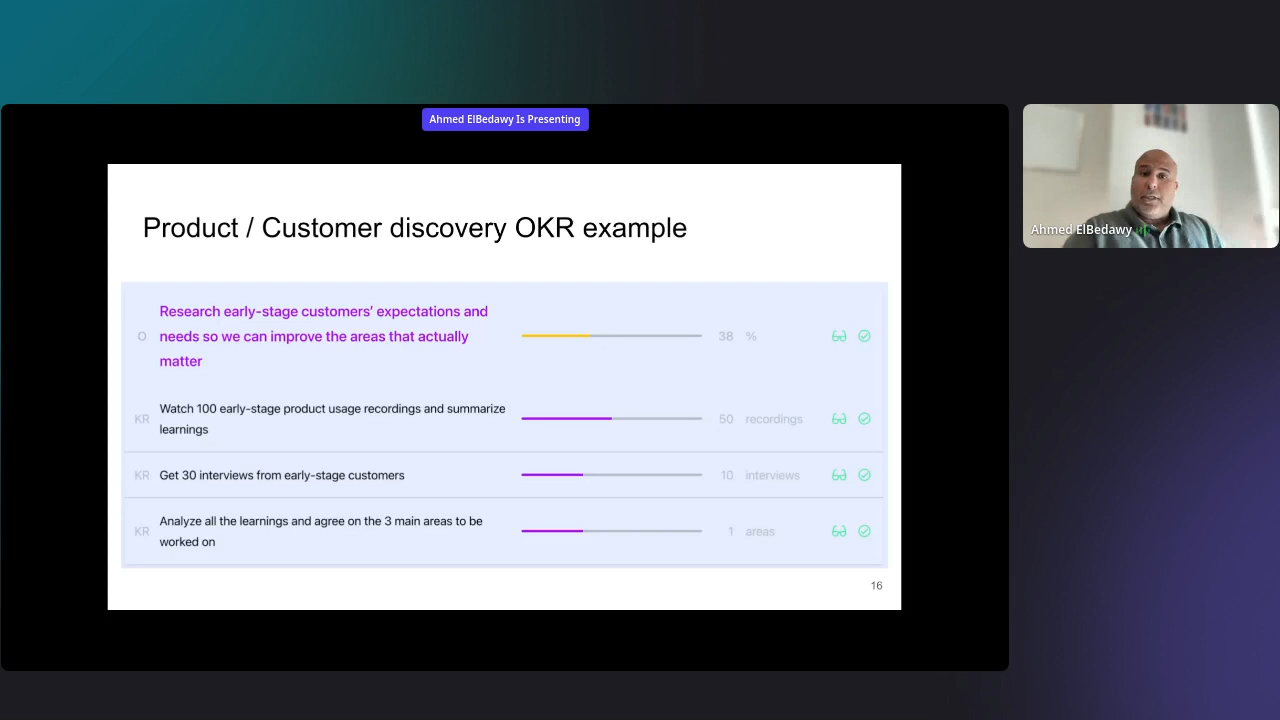 Ahmed ElBedawy Is Presenting
Product / Customer discovery OKR example
O
Research early-stage customers’ expectations and
needs so we can improve the areas that actually
matter
38 %
KR
Watch 100 early-stage product usage recordings and summarize
learnings
50 recordings
KR
Get 30 interviews from early-stage customers
10 interviews
KR
Analyze all the learnings and agree on the 3 main areas to be
worked on
1 areas
16
Ahmed ElBedawy